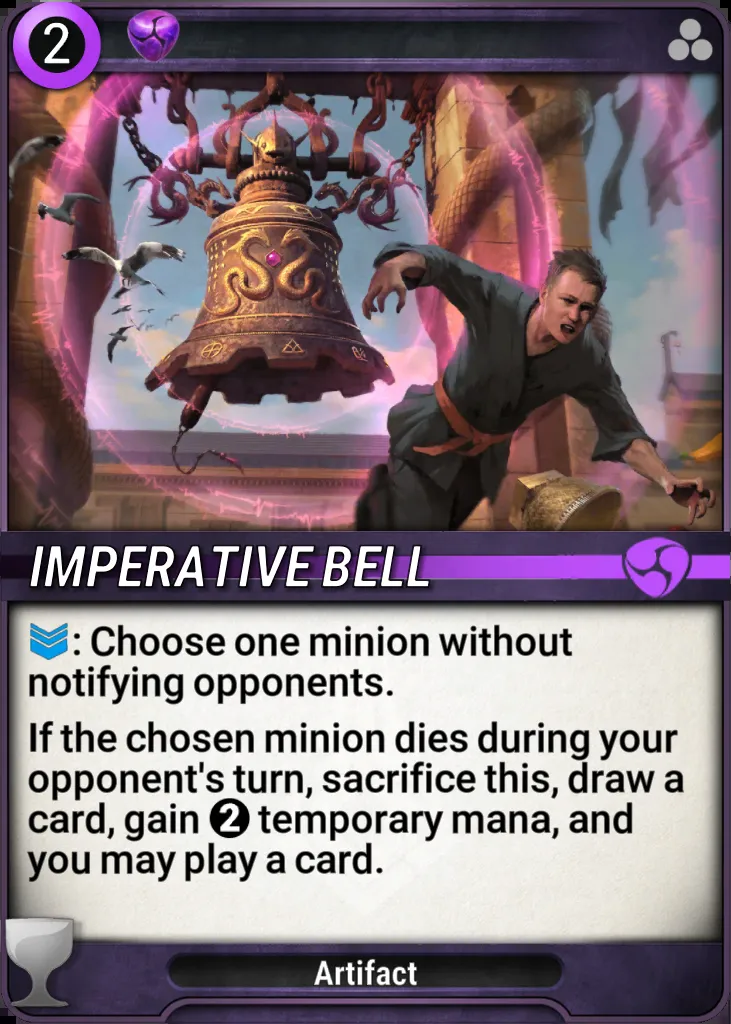 2
IMPERATIVE BELL
: Choose one minion without
notifying opponents.
If the chosen minion dies during your
opponent's turn, sacrifice this, draw a
card, gain 2 temporary mana, and
you may play a card.
Artifact